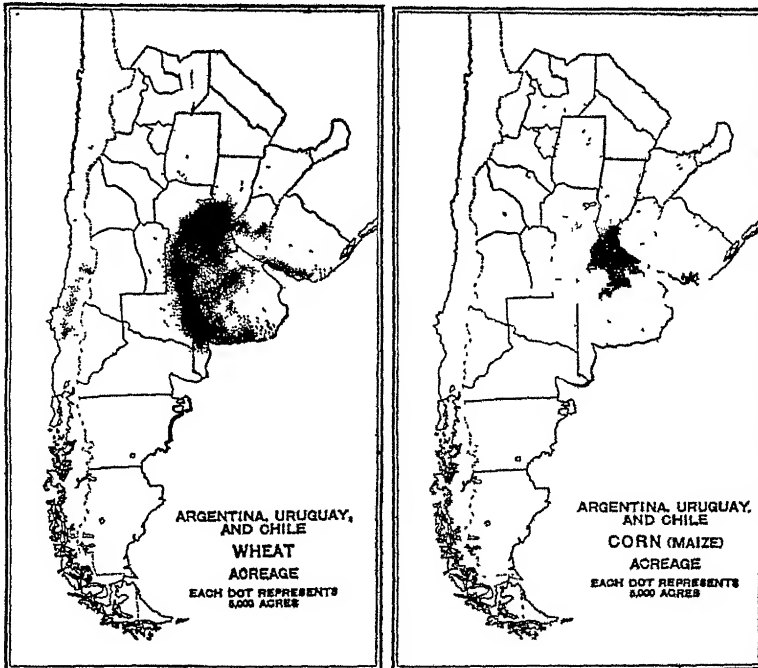 ARGENTINA, URUGUAY,
AND CHILE
WHEAT
ACREAGE
EACH DOT REPRESENTS
5,000 ACRES
ARGENTINA, URUGUAY,
AND CHILE
CORN (MAIZE)
ACREAGE
EACH DOT REPRESENTS
5,000 ACRES